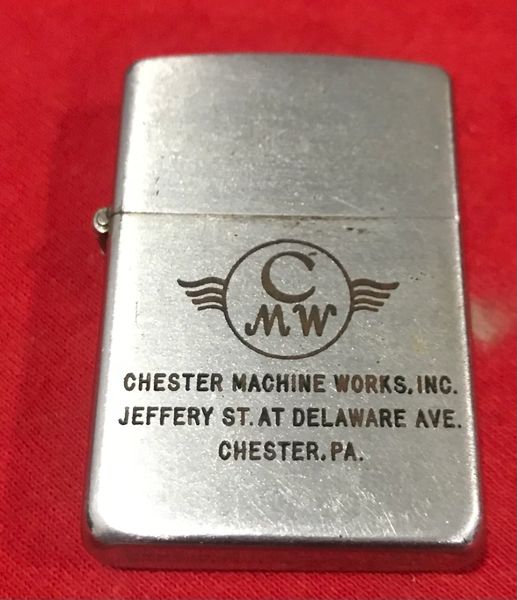 C
MW
CHESTER MACHINE WORKS, INC.
JEFFERY ST. AT DELAWARE AVE.
CHESTER, PA.